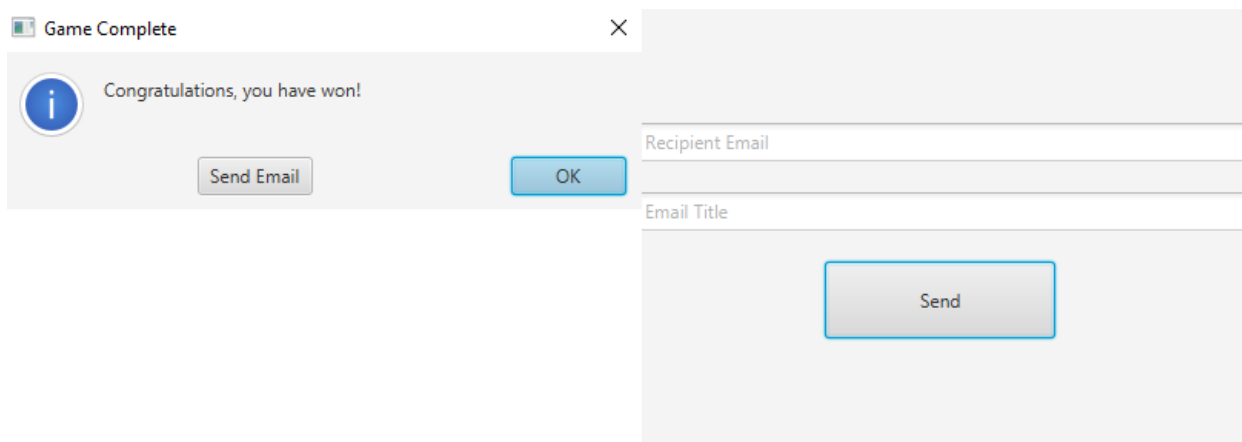 Game Complete
Congratulations, you have won!
Send Email
OK
Recipient Email
Email Title
Send